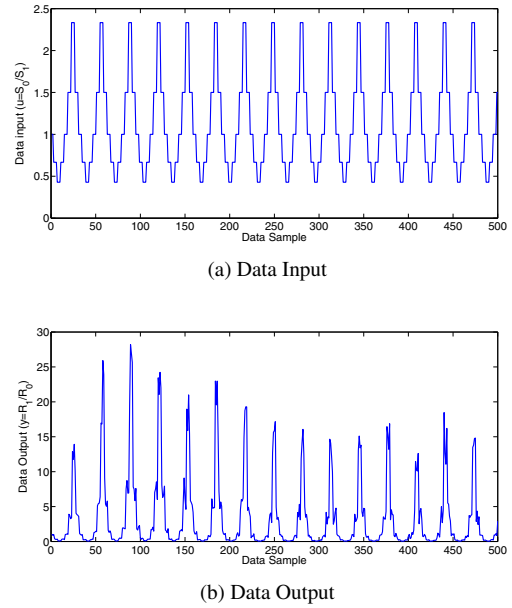 2.5
2
1.5
1
0.5
0
Data input (u=S0/S1)
0 50 100 150 200 250 300 350 400 450 500
Data Sample
(a) Data Input
30
25
20
15
10
5
0
Data Output (y=R1/R0)
0 50 100 150 200 250 300 350 400 450 500
Data Sample
(b) Data Output